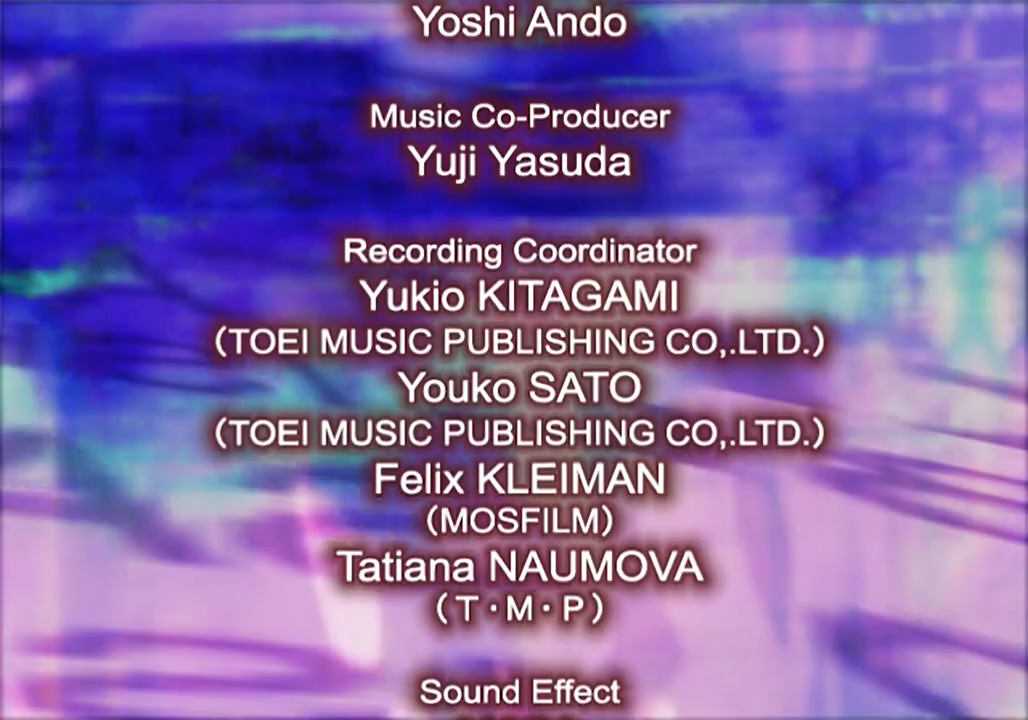 Yoshi Ando
Music Co-Producer
Yuji Yasuda
Recording Coordinator
Yukio KITAGAMI
(TOEI MUSIC PUBLISHING CO,.LTD.)
Youko SATO
(TOEI MUSIC PUBLISHING CO,.LTD.)
Felix KLEIMAN
(MOSFILM)
Tatiana NAUMOVA
(T・M・P)
Sound Effect